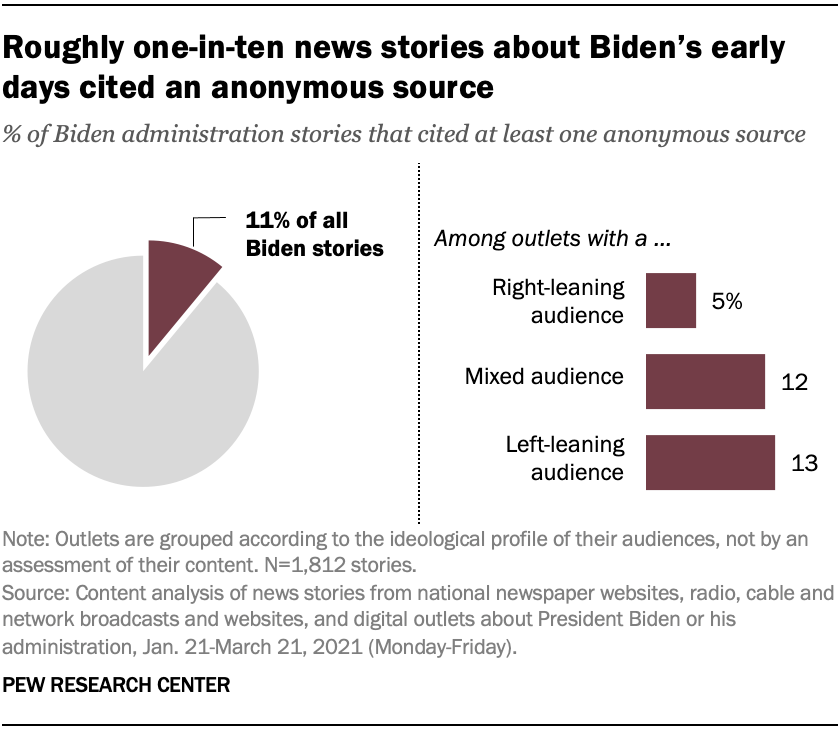 Roughly one-in-ten news stories about Biden’s early
days cited an anonymous source
% of Biden administration stories that cited at least one anonymous source
11% of all
Biden stories
Among outlets with a ...
Right-leaning
audience
5%
Mixed audience
12
Left-leaning
audience
13
Note: Outlets are grouped according to the ideological profile of their audiences, not by an
assessment of their content. N=1,812 stories.
Source: Content analysis of news stories from national newspaper websites, radio, cable and
network broadcasts and websites, and digital outlets about President Biden or his
administration, Jan. 21-March 21, 2021 (Monday-Friday).
PEW RESEARCH CENTER